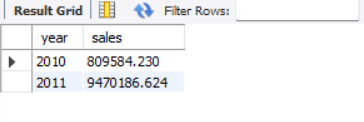 Result Grid Filter Rows:
year sales
2010 809584.230
2011 9470186.624